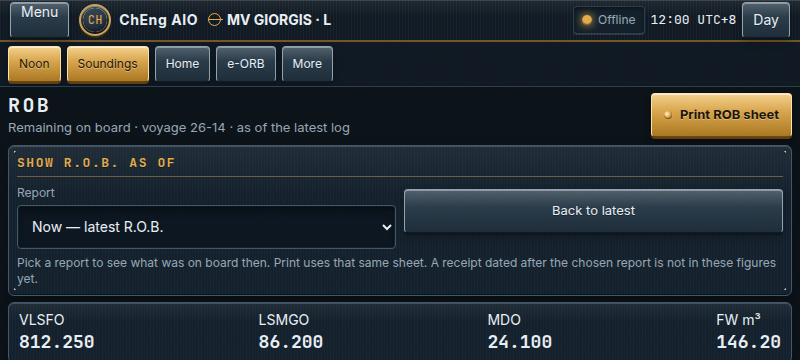 Menu
CH
ChEng AIO
MV GIORGIS · L
Offline
12:00 UTC+8
Day
Noon
Soundings
Home
e-ORB
More
ROB
Remaining on board · voyage 26-14 · as of the latest log
Print ROB sheet
SHOW R.O.B. AS OF
Report
Now — latest R.O.B.
Back to latest
Pick a report to see what was on board then. Print uses that same sheet. A receipt dated after the chosen report is not in these figures
yet.
VLSFO
LSMGO
MDO
FW m³
812.250
86.200
24.100
146.20